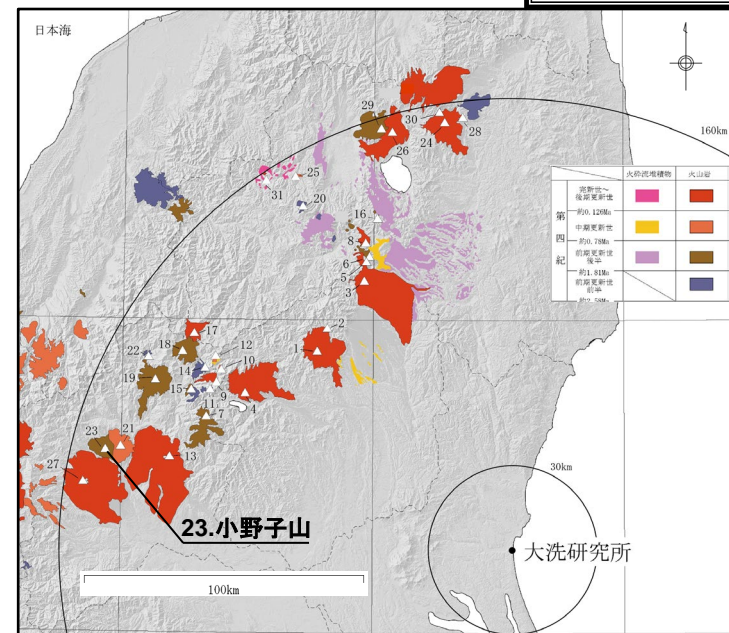 日本海
160km
火砕流堆積物
火山岩
第四紀
完新世~
後期更新世
約0.126Ma
中期更新世
約0.78Ma
前期更新世
後半
約1.81Ma
前期更新世
前半
約2.58Ma
29
30
24
28
26
25
31
20
16
8
6
5
3
2
17
1
18
12
22
14
10
19
15
9
4
11
7
23
21
13
27
30km
23.小野子山
大洗研究所
100km